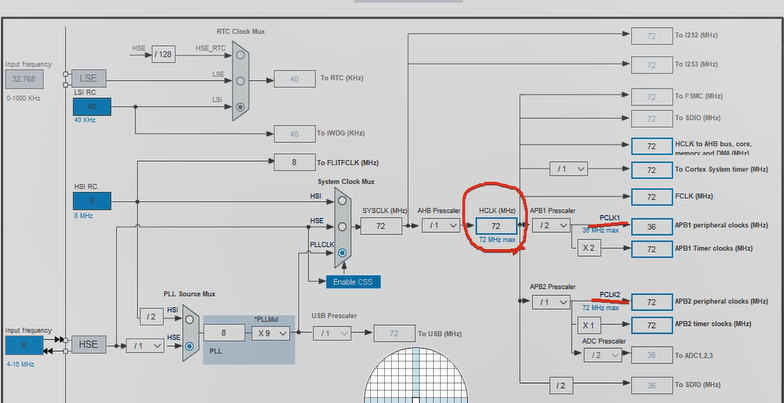 RTC Clock Mux
HSE
/ 128
HSE_RTC
Input frequency
32.768
0-1000 KHz
LSE
LSE
40
To RTC (KHz)
LSI RC
40
40 KHz
LSI
40
To IWDG (KHz)
8
To FLITFCLK (MHz)
HSI RC
8
8 MHz
System Clock Mux
HSI
HSE
PLLCLK
Enable CSS
SYSCLK (MHz)
72
AHB Prescaler
/ 1
HCLK (MHz)
72
72 MHz max
72
To I2S2 (MHz)
72
To I2S3 (MHz)
72
To FSMC (MHz)
72
To SDIO (MHz)
72
HCLK to AHB bus, core,
memory and DMA (MHz)
/ 1
72
To Cortex System timer (MHz)
72
FCLK (MHz)
APB1 Prescaler
/ 2
PCLK1
36 MHz max
36
APB1 peripheral clocks (MHz)
X 2
72
APB1 Timer clocks (MHz)
APB2 Prescaler
/ 1
PCLK2
72 MHz max
72
APB2 peripheral clocks (MHz)
X 1
72
APB2 timer clocks (MHz)
ADC Prescaler
/ 2
36
To ADC1,2,3
/ 2
36
To SDIO (MHz)
PLL Source Mux
/ 2
HSI
Input frequency
8
4-16 MHz
HSE
/ 1
HSE
8
*PLLMul
X 9
PLL
USB Prescaler
/ 1
72
To USB (MHz)